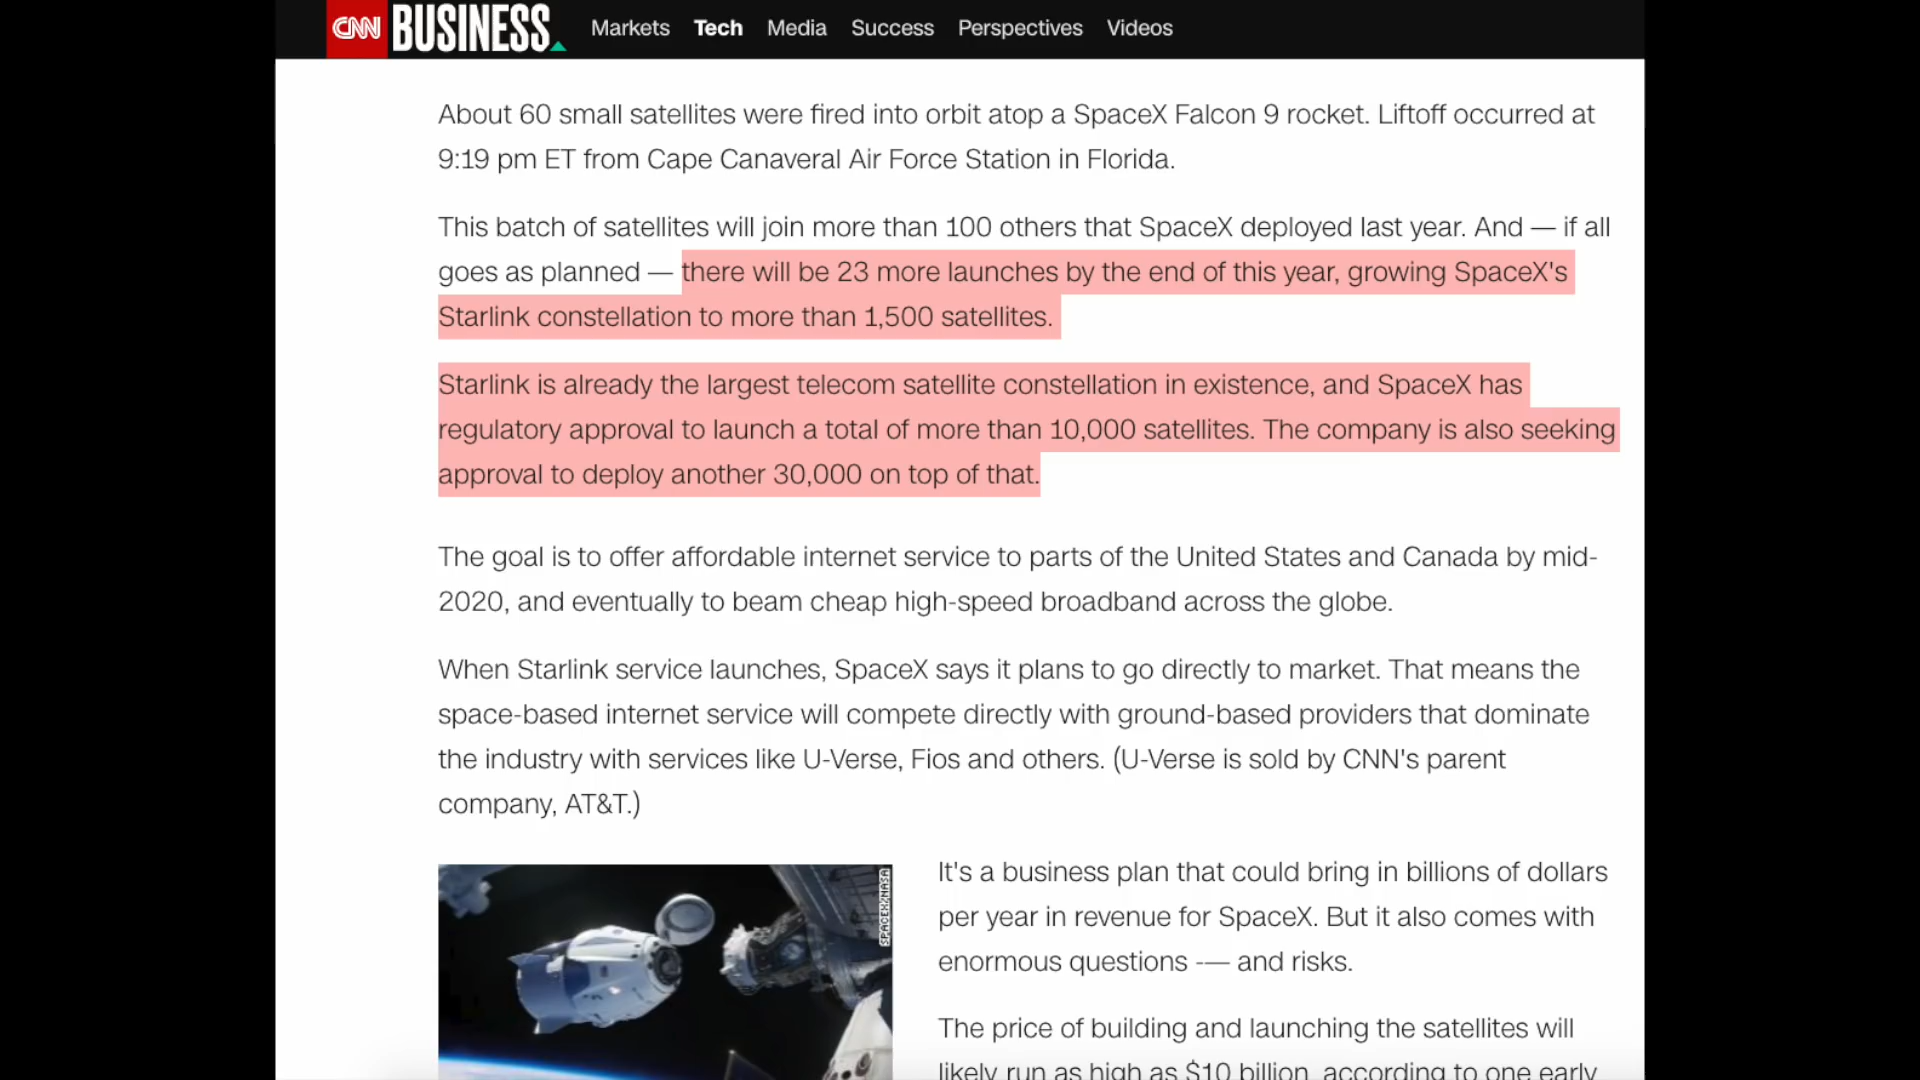 CNN BUSINESS Markets Tech Media Success Perspectives Videos
About 60 small satellites were fired into orbit atop a SpaceX Falcon 9 rocket. Liftoff occurred at
9:19 pm ET from Cape Canaveral Air Force Station in Florida.
This batch of satellites will join more than 100 others that SpaceX deployed last year. And — if all
goes as planned — there will be 23 more launches by the end of this year, growing SpaceX's
Starlink constellation to more than 1,500 satellites.
Starlink is already the largest telecom satellite constellation in existence, and SpaceX has
regulatory approval to launch a total of more than 10,000 satellites. The company is also seeking
approval to deploy another 30,000 on top of that.
The goal is to offer affordable internet service to parts of the United States and Canada by mid-
2020, and eventually to beam cheap high-speed broadband across the globe.
When Starlink service launches, SpaceX says it plans to go directly to market. That means the
space-based internet service will compete directly with ground-based providers that dominate
the industry with services like U-Verse, Fios and others. (U-Verse is sold by CNN's parent
company, AT&T.)
SPACEX/NASA
It's a business plan that could bring in billions of dollars
per year in revenue for SpaceX. But it also comes with
enormous questions -— and risks.
The price of building and launching the satellites will
likely run as high as $10 billion, according to one early